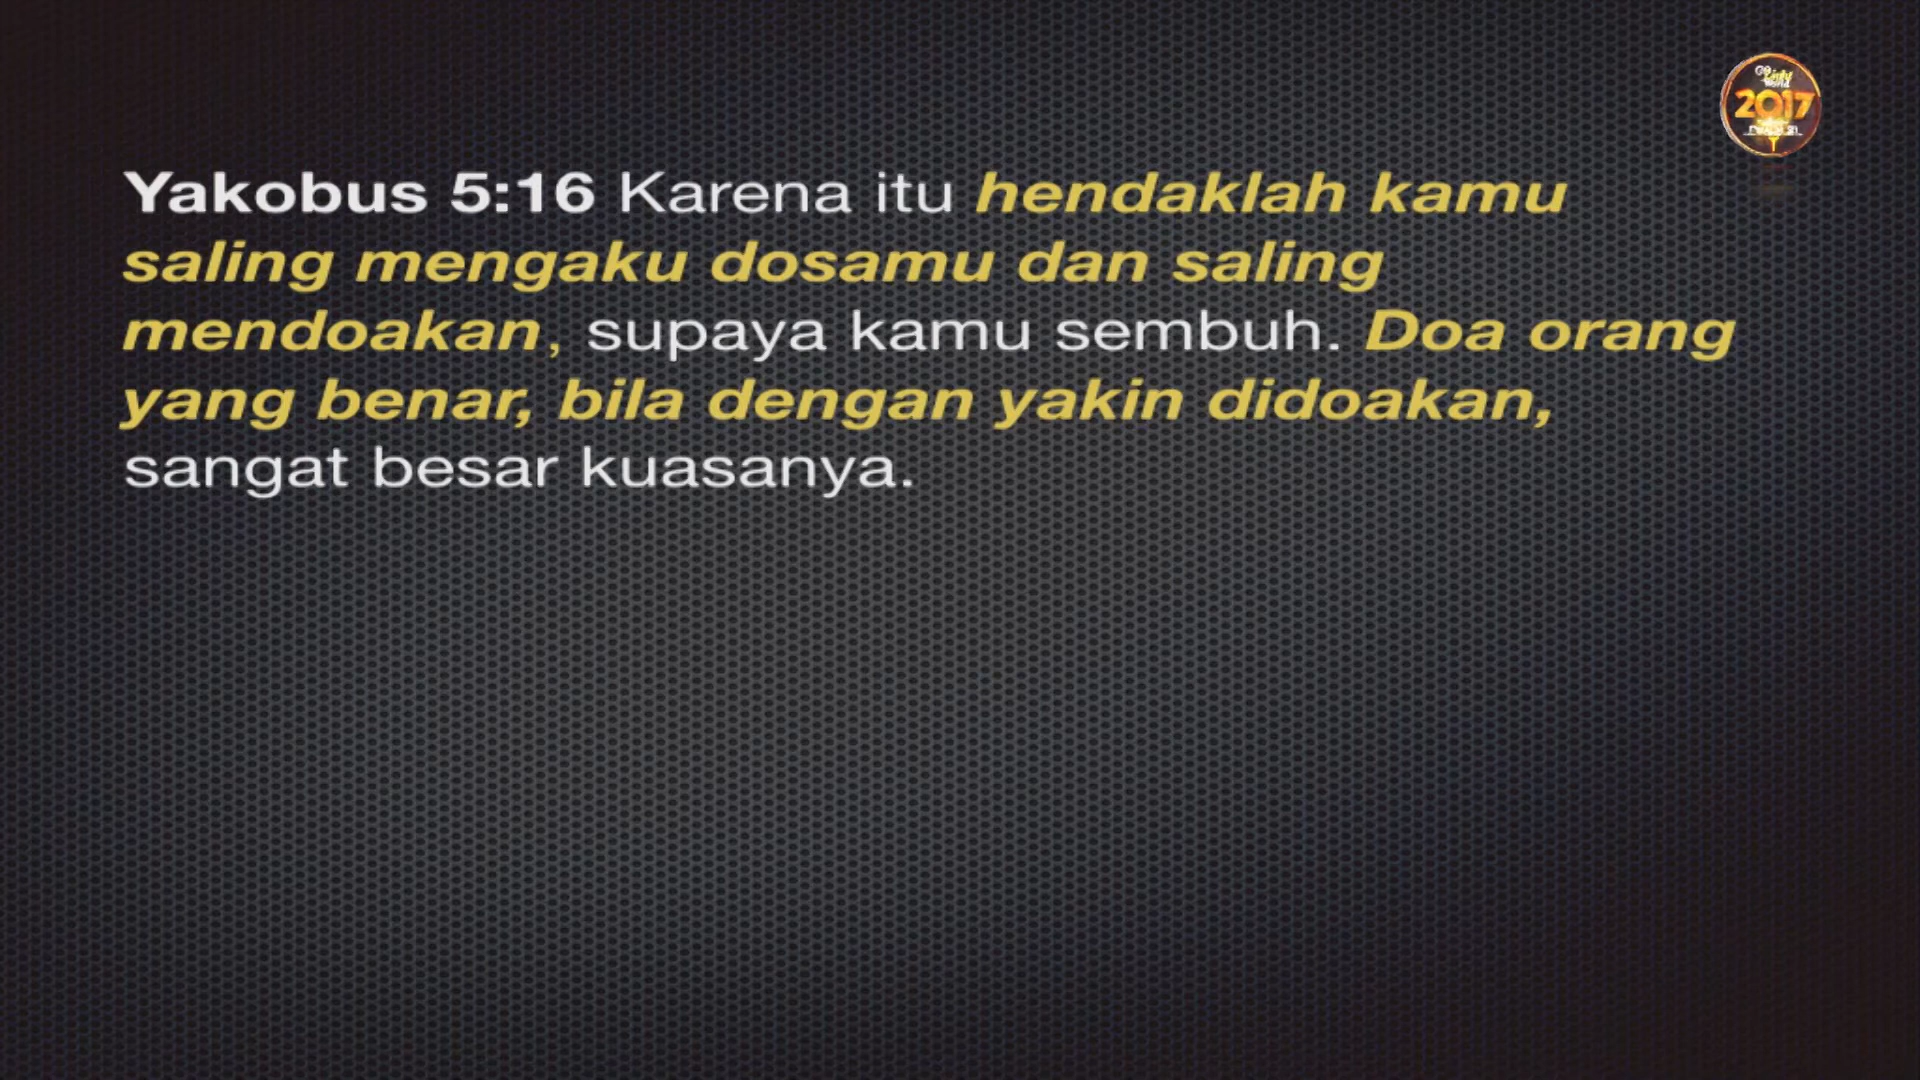 2017
Yakobus 5:16 Karena itu hendaklah kamu
saling mengaku dosamu dan saling
mendoakan, supaya kamu sembuh. Doa orang
yang benar, bila dengan yakin didoakan,
sangat besar kuasanya.